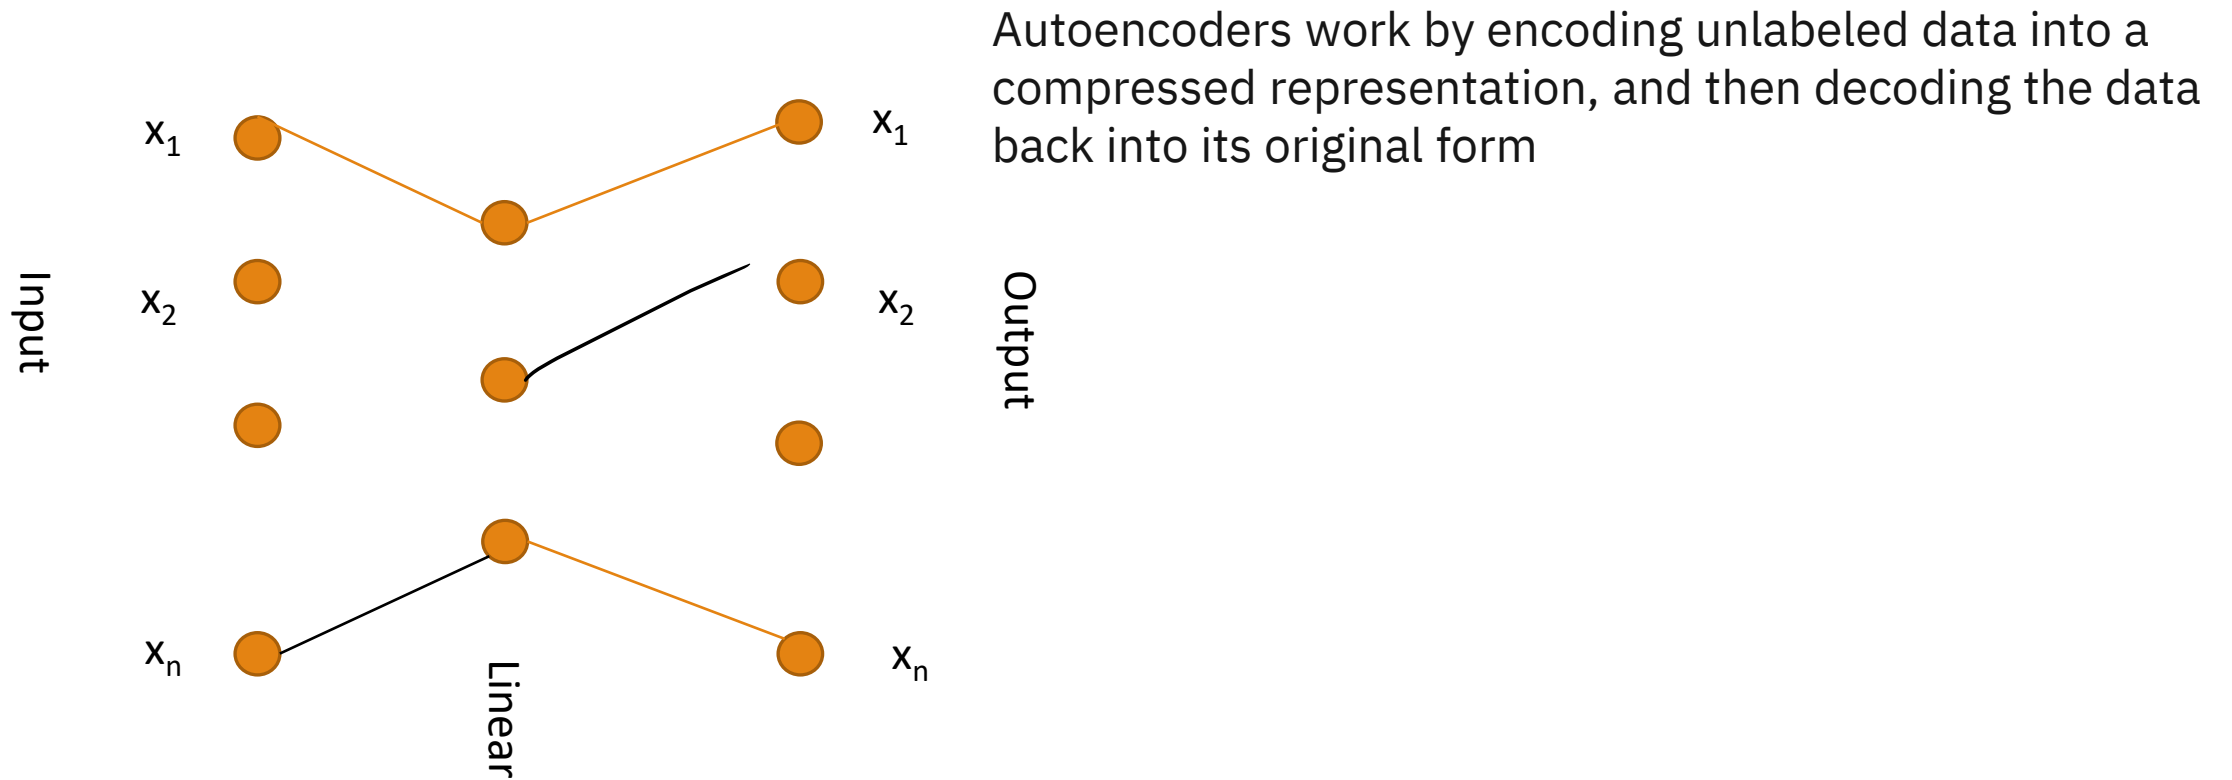 Autoencoders work by encoding unlabeled data into a
compressed representation, and then decoding the data
back into its original form
x1
x1
Input
x2
x2
Output
xn
xn
Linear